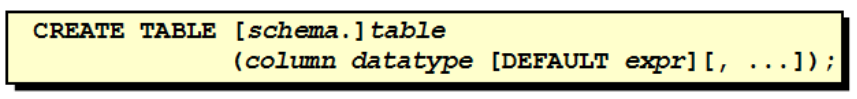 CREATE TABLE [schema.]table
(column datatype [DEFAULT expr][, ...]);